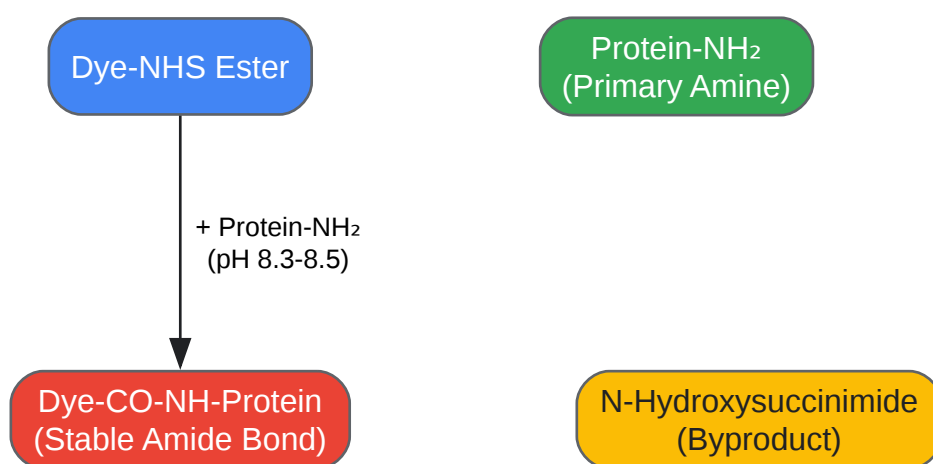 Dye-NHS Ester
Protein-NH₂
(Primary Amine)
+ Protein-NH₂
(pH 8.3-8.5)
Dye-CO-NH-Protein
(Stable Amide Bond)
N-Hydroxysuccinimide
(Byproduct)